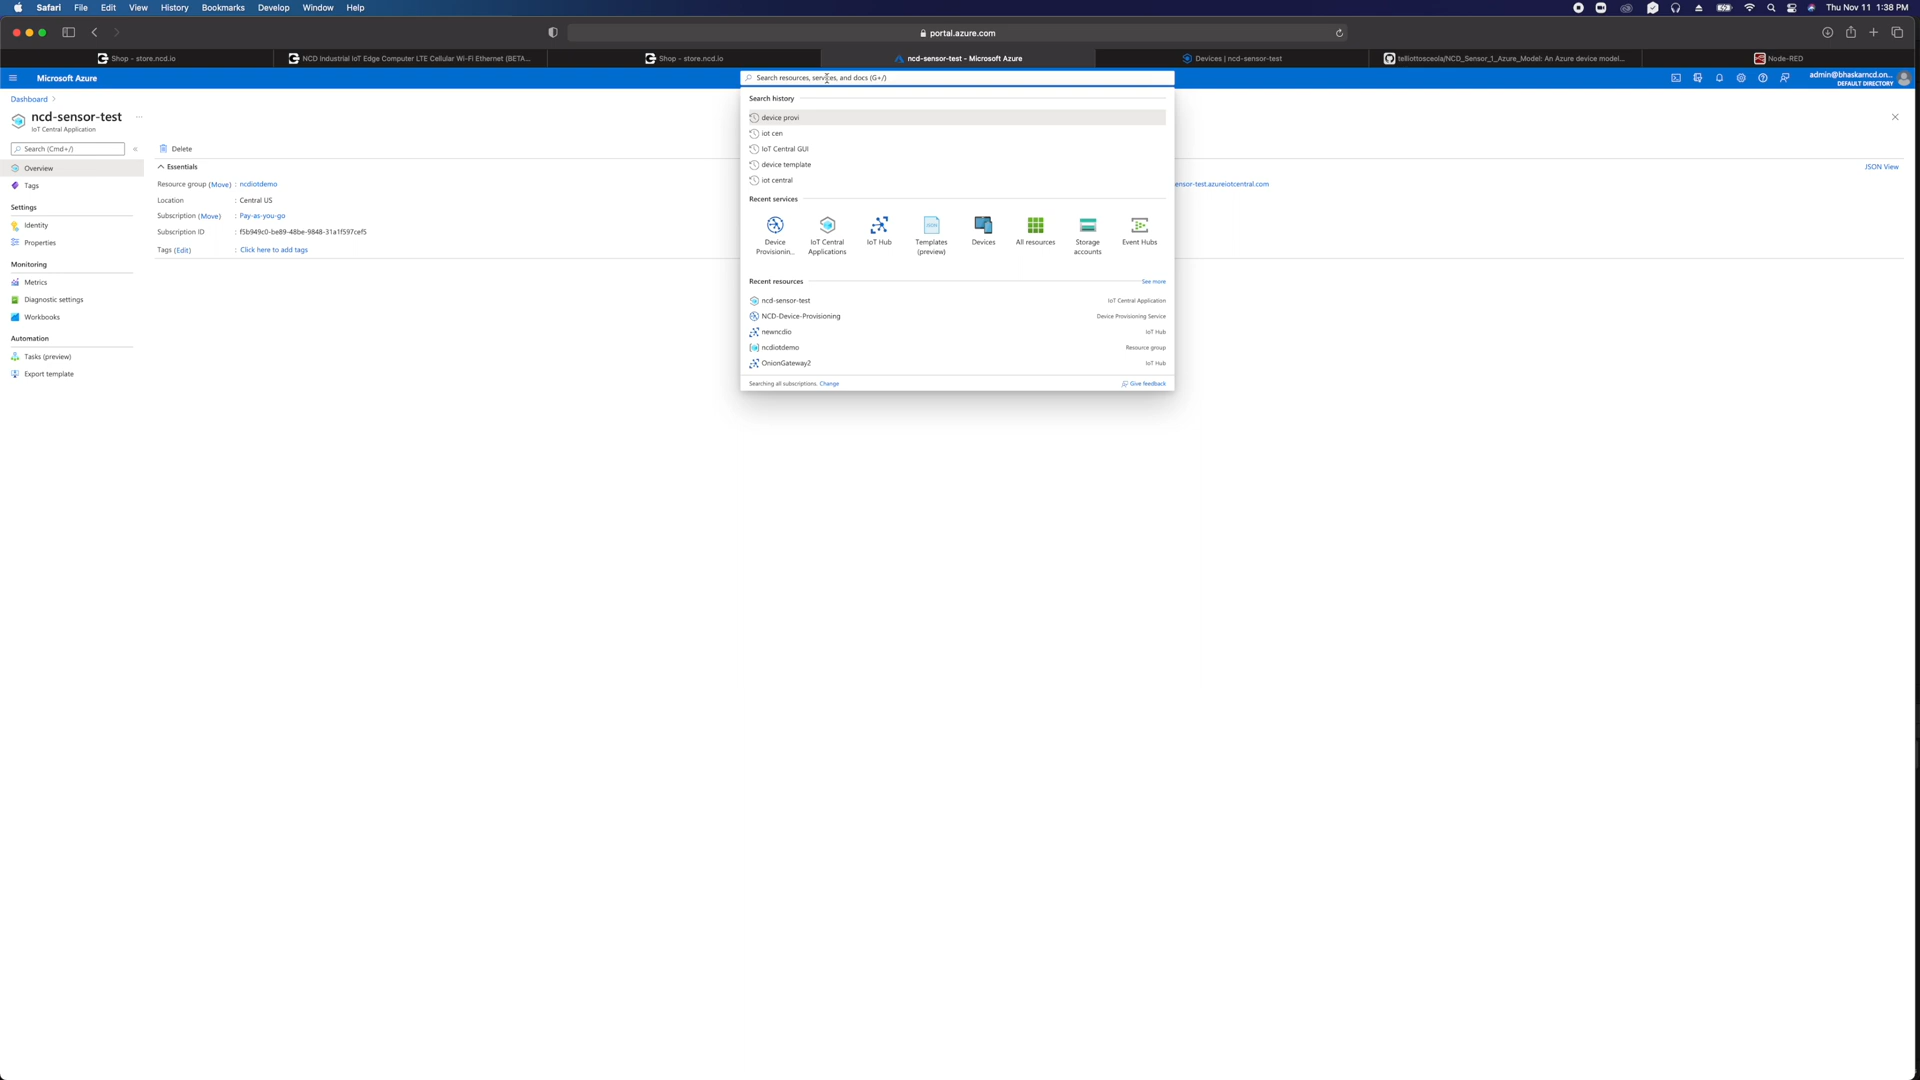 Safari File Edit View History Bookmarks Develop Window Help
Thu Nov 11 1:38 PM
portal.azure.com
Shop - store.ncd.io
NCD Industrial IoT Edge Computer LTE Cellular Wi-Fi Ethernet (BETA...
Shop - store.ncd.io
ncd-sensor-test - Microsoft Azure
Devices | ncd-sensor-test
telliottosceola/NCD_Sensor_1_Azure_Model: An Azure device model...
Node-RED
Microsoft Azure
Search resources, services, and docs (G+/)
admin@bhaskarncd.on...
DEFAULT DIRECTORY
Dashboard
ncd-sensor-test ...
IoT Central Application
Search (Cmd+/)
Overview
Tags
Settings
Identity
Properties
Monitoring
Metrics
Diagnostic settings
Workbooks
Automation
Tasks (preview)
Export template
Delete
Essentials
JSON View
Resource group (Move) : ncdiotdemo
Location : Central US
Subscription (Move) : Pay-as-you-go
Subscription ID : f5b949c0-be89-48be-9848-31a1f597cef5
Tags (Edit) : Click here to add tags
ensor-test.azureiotcentral.com
Search history
device provi
iot cen
IoT Central GUI
device template
iot central
Recent services
Device Provisionin...
IoT Central Applications
IoT Hub
Templates (preview)
Devices
All resources
Storage accounts
Event Hubs
Recent resources
See more
ncd-sensor-test IoT Central Application
NCD-Device-Provisioning Device Provisioning Service
newncdio IoT Hub
ncdiotdemo Resource group
OnionGateway2 IoT Hub
Searching all subscriptions. Change
Give feedback